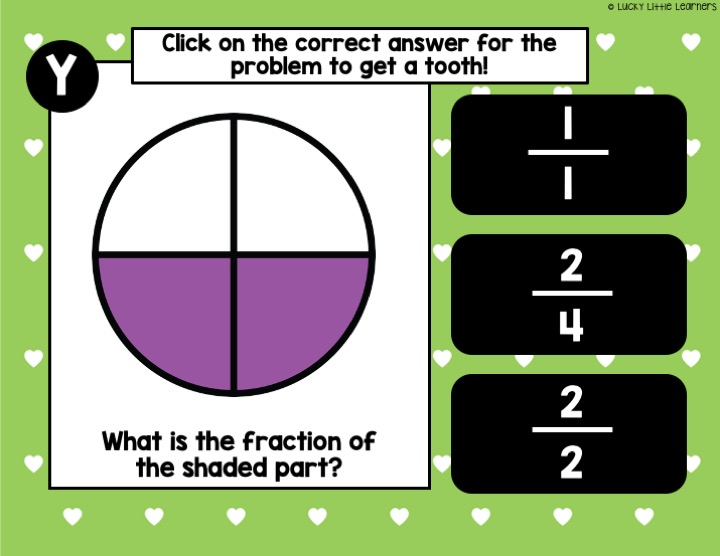 © Lucky Little Learners
Click on the correct answer for the
problem to get a tooth!
Y
What is the fraction of
the shaded part?
1
1
2
4
2
2